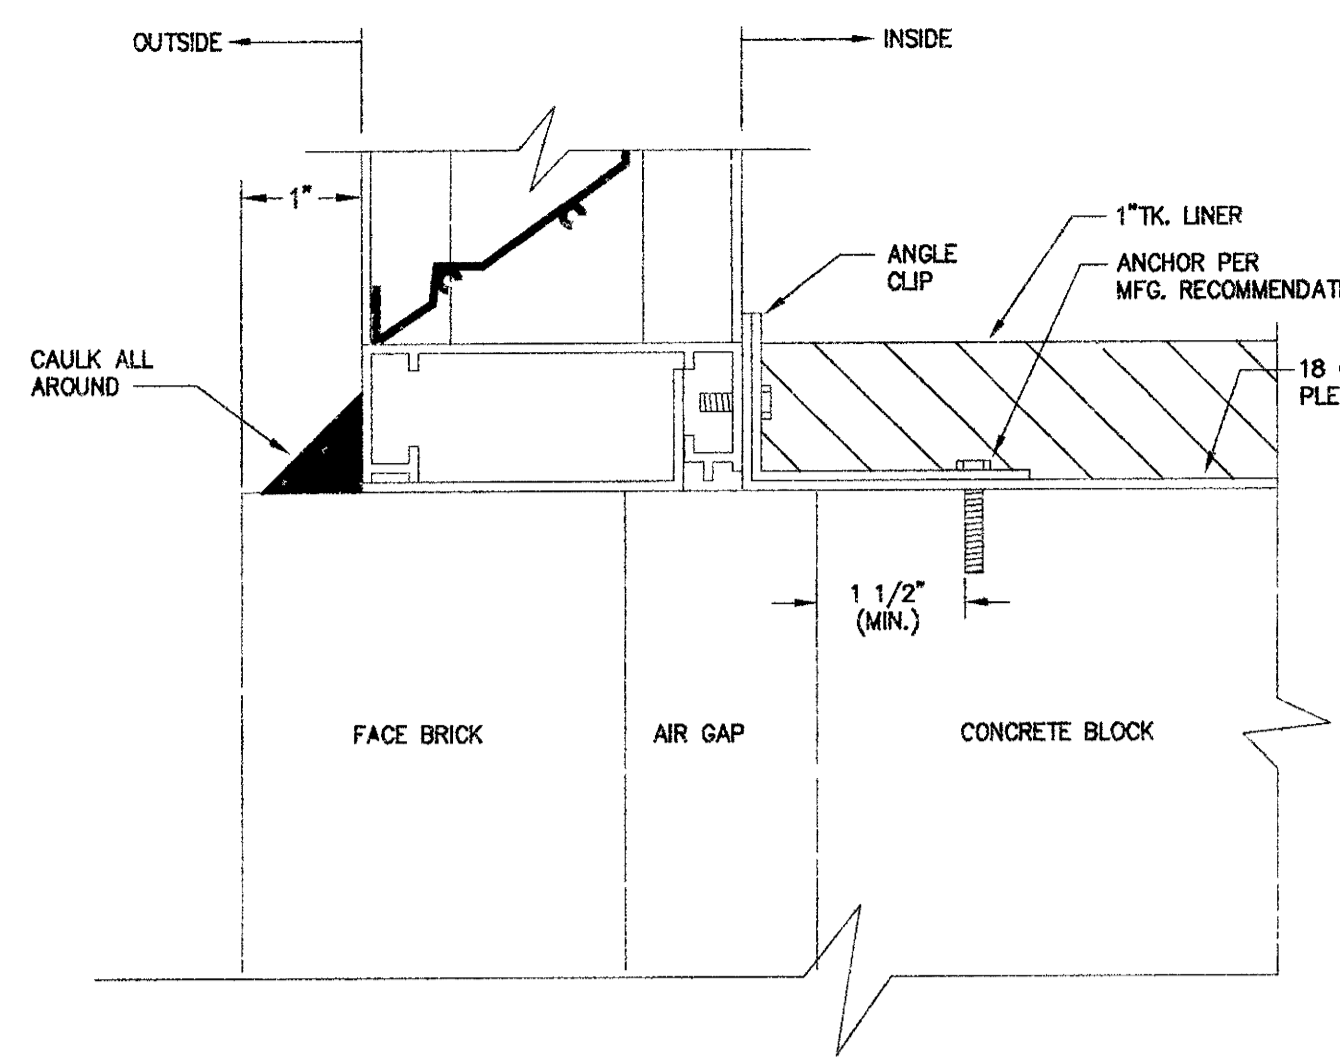 OUTSIDE
INSIDE
1"
1"TK. LINER
ANGLE
CLIP
ANCHOR PER
MFG. RECOMMENDATI
CAULK ALL
AROUND
18
PLE
1 1/2"
(MIN.)
FACE BRICK
AIR GAP
CONCRETE BLOCK